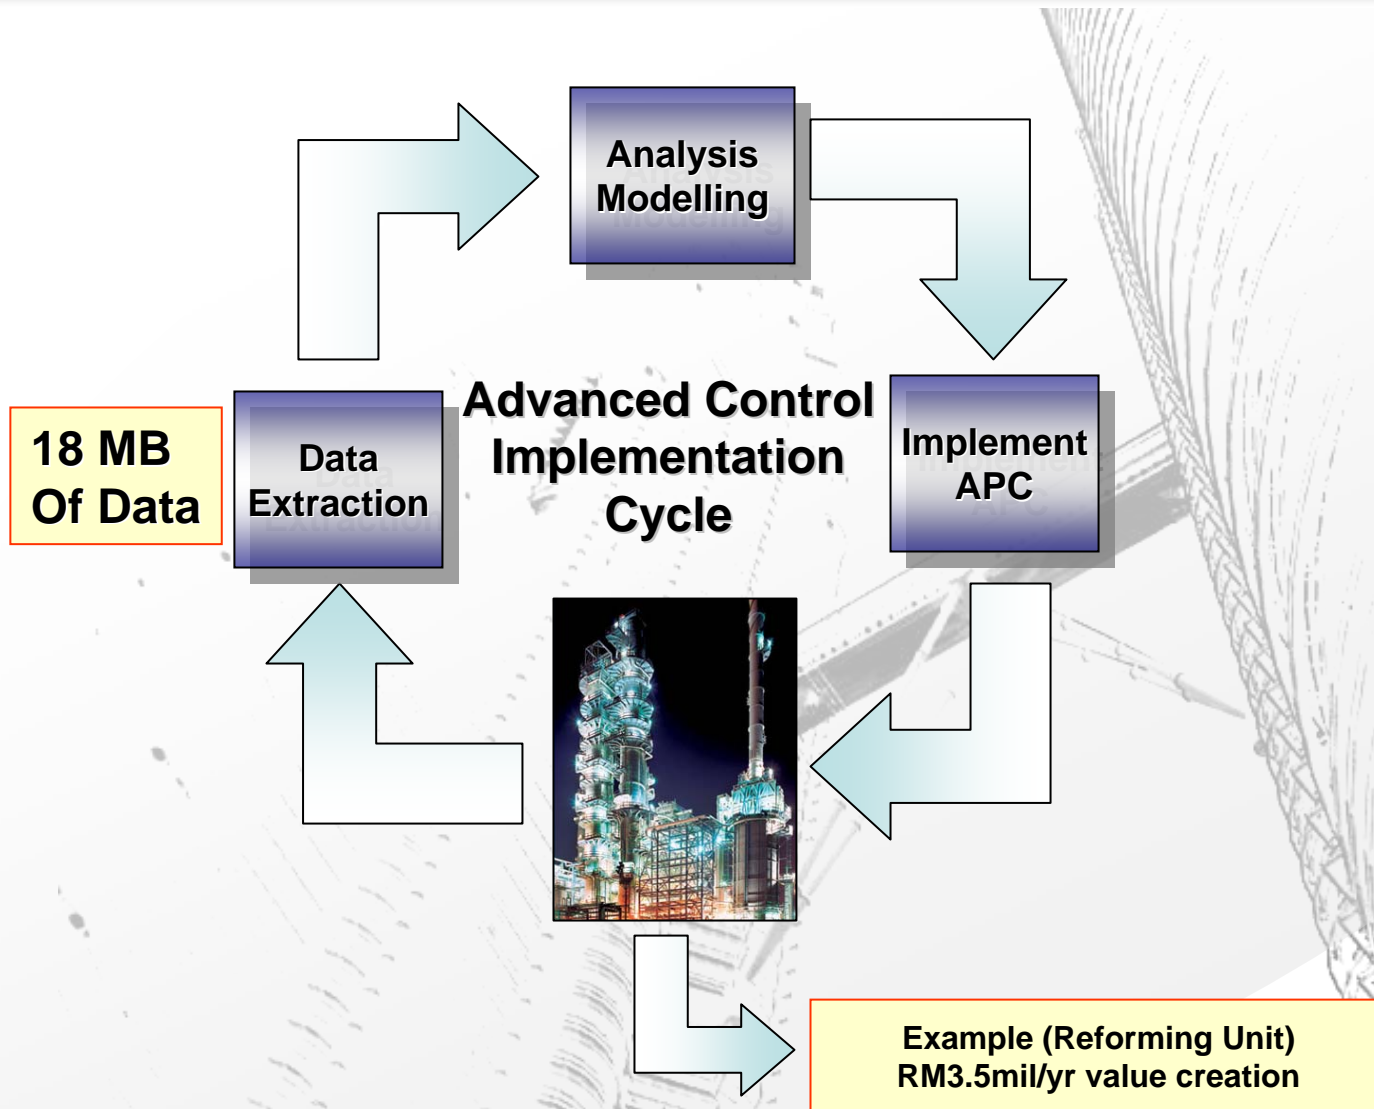 Analysis
Modelling
Advanced Control
Implementation
Cycle
18 MB
Of Data
Data
Extraction
Implement
APC
Example (Reforming Unit)
RM3.5mil/yr value creation